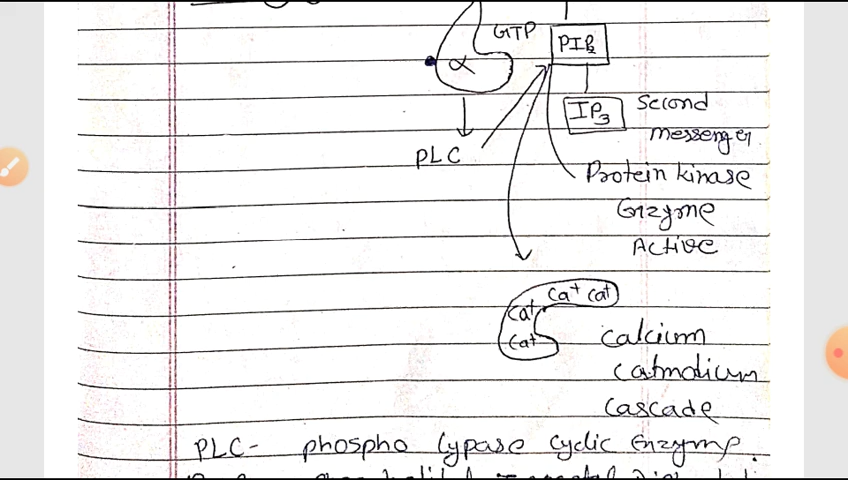 GTP
PIP2
α
IP3 Second
messenger
PLC
Protein kinase
Enzyme
Active
Ca+ Ca+
Ca+
Ca+
Calcium
Calmodium
Cascade
PLC- phospho lypase cyclic Enzyme.